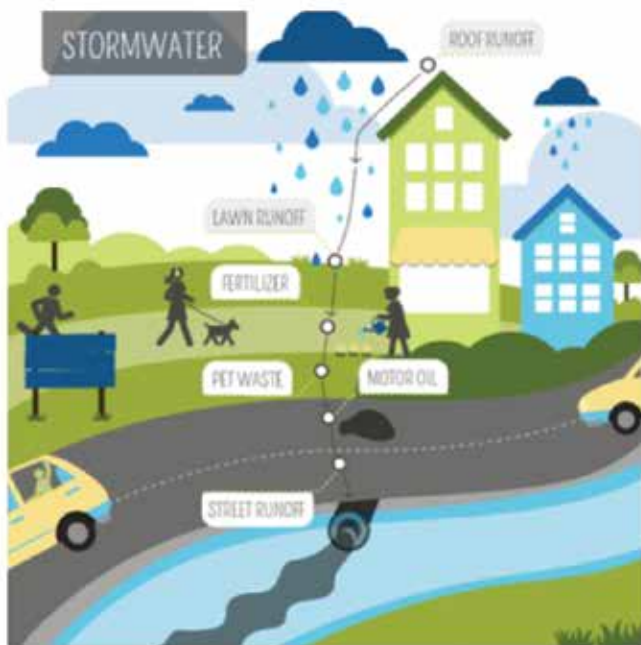 STORMWATER
ROOF RUNOFF
LAWN RUNOFF
FERTILIZER
PET WASTE
MOTOR OIL
STREET RUNOFF